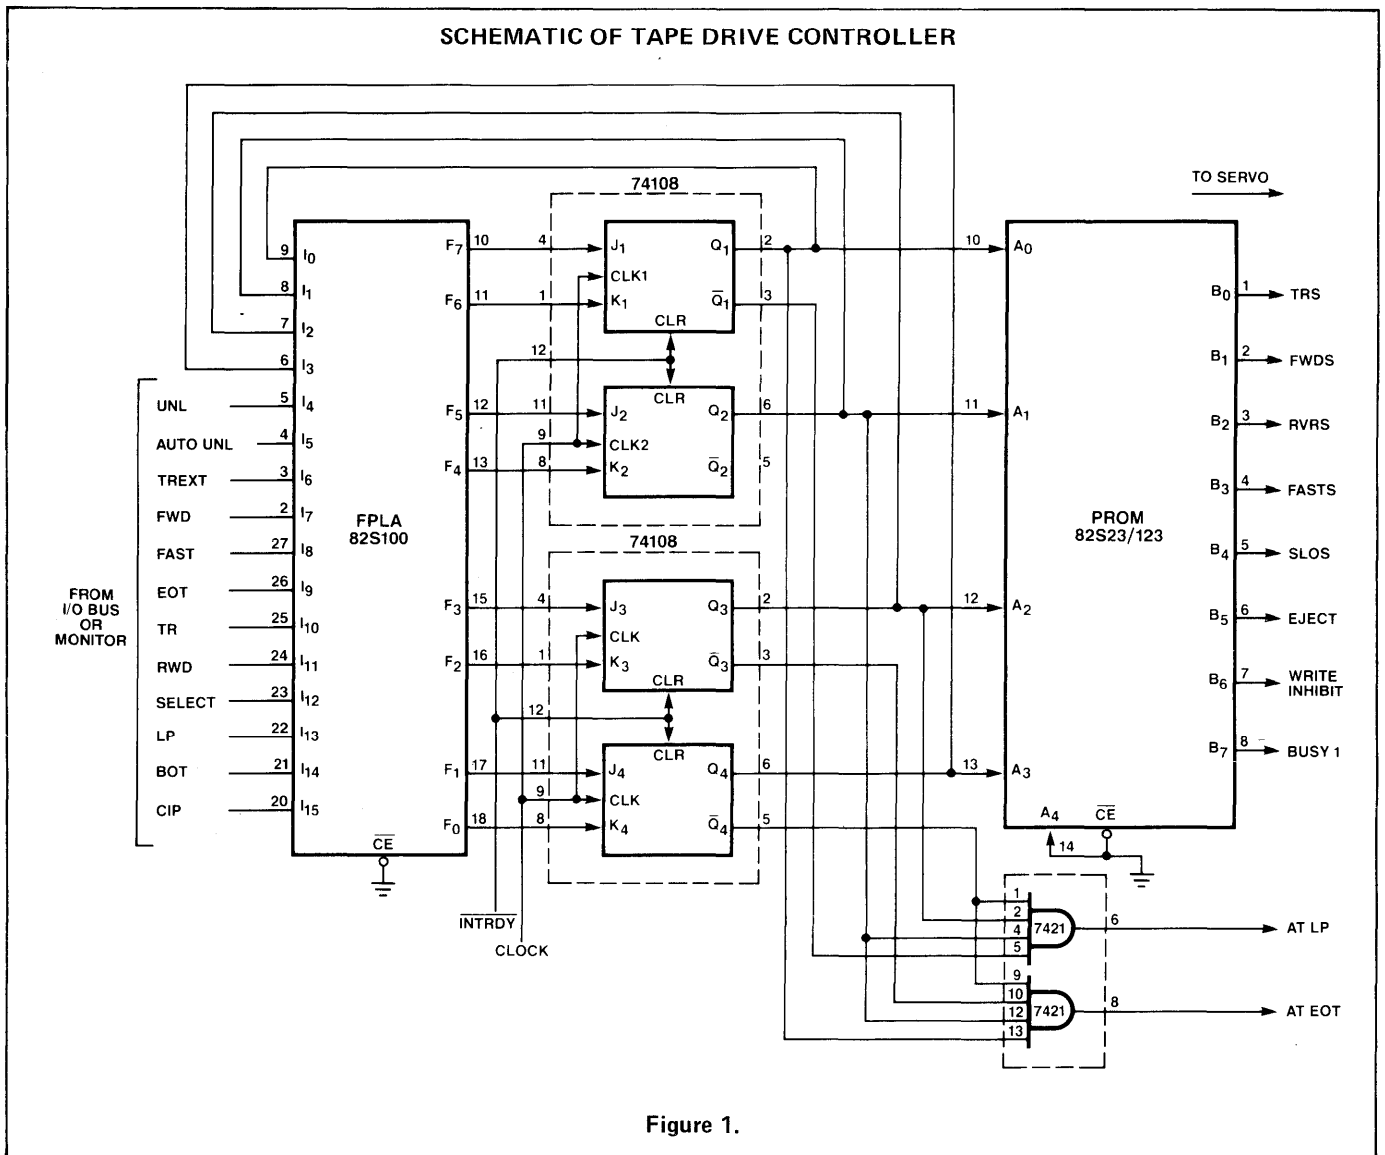 SCHEMATIC OF TAPE DRIVE CONTROLLER
TO SERVO
74108
9 I0
8 I1
7 I2
6 I3
UNL 5 I4
AUTO UNL 4 I5
TREXT 3 I6
FWD 2 I7
FAST 27 I8
EOT 26 I9
TR 25 I10
RWD 24 I11
SELECT 23 I12
LP 22 I13
BOT 21 I14
CIP 20 I15
FROM
I/O BUS
OR
MONITOR
FPLA
82S100
C̅E̅
F7 10 4 J1 Q1 2 10 A0
CLK1
F6 11 1 K1 Q̅1 3
CLR
12
CLR
F5 12 11 J2 Q2 6 11 A1
9 CLK2
F4 13 8 K2 Q̅2 5
74108
F3 15 4 J3 Q3 2 12 A2
CLK
F2 16 1 K3 Q̅3 3
CLR
12
CLR
F1 17 11 J4 Q4 6 13 A3
9 CLK
F0 18 8 K4 Q̅4 5
I̅N̅T̅R̅D̅Y̅
CLOCK
PROM
82S23/123
B0 1 TRS
B1 2 FWDS
B2 3 RVRS
B3 4 FASTS
B4 5 SLOS
B5 6 EJECT
B6 7 WRITE
INHIBIT
B7 8 BUSY 1
A4 C̅E̅
14
1
2
4
5
7421
6 AT LP
9
10
12
13
7421
8 AT EOT
Figure 1.